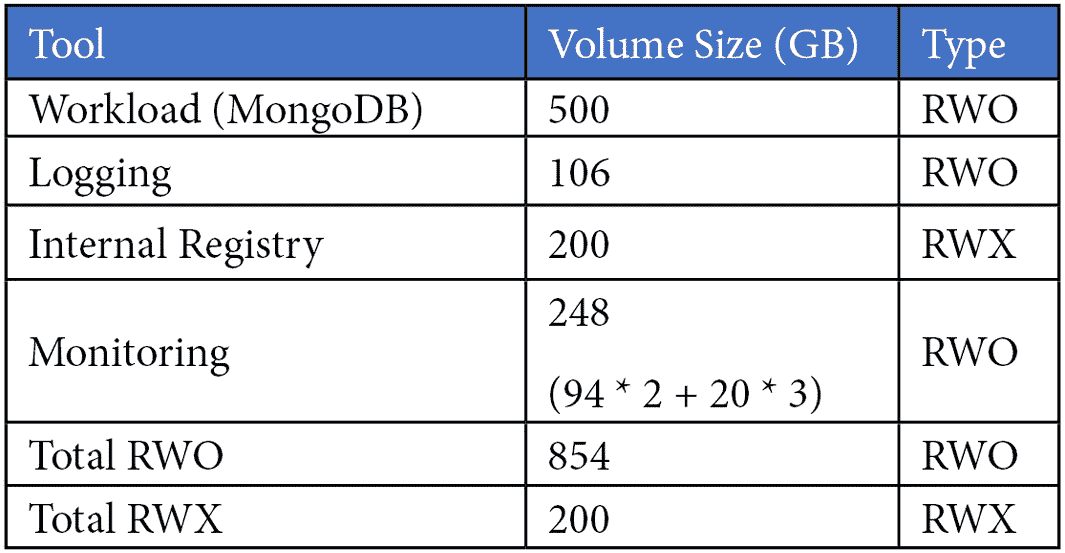 Tool Volume Size (GB) Type
Workload (MongoDB) 500 RWO
Logging 106 RWO
Internal Registry 200 RWX
Monitoring 248 (94 * 2 + 20 * 3) RWO
Total RWO 854 RWO
Total RWX 200 RWX